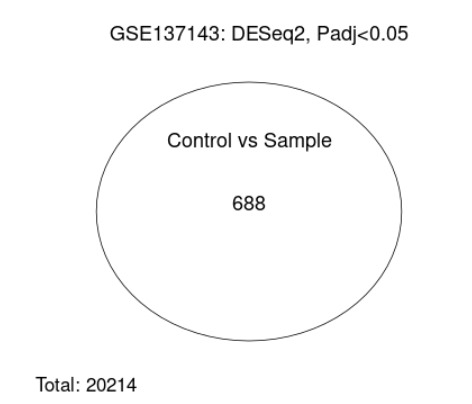 GSE137143: DESeq2, Padj<0.05
Control vs Sample
688
Total: 20214